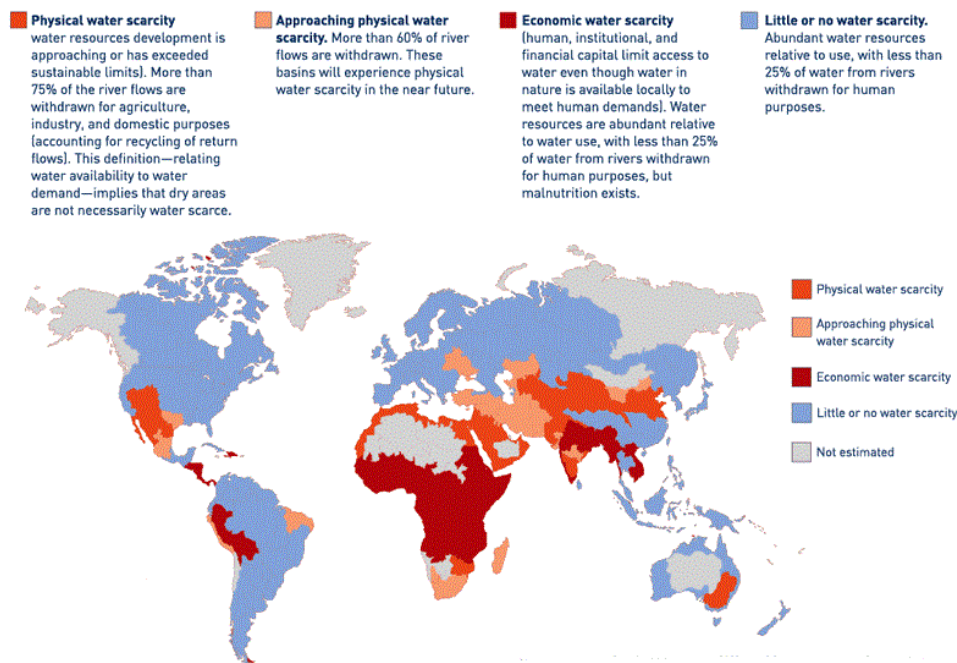 Physical water scarcity
water resources development is
approaching or has exceeded
sustainable limits). More than
75% of the river flows are
withdrawn for agriculture,
industry, and domestic purposes
(accounting for recycling of return
flows). This definition—relating
water availability to water
demand—implies that dry areas
are not necessarily water scarce.
Approaching physical water
scarcity. More than 60% of river
flows are withdrawn. These
basins will experience physical
water scarcity in the near future.
Economic water scarcity
(human, institutional, and
financial capital limit access to
water even though water in
nature is available locally to
meet human demands). Water
resources are abundant relative
to water use, with less than 25%
of water from rivers withdrawn
for human purposes, but
malnutrition exists.
Little or no water scarcity.
Abundant water resources
relative to use, with less than
25% of water from rivers
withdrawn for human
purposes.
Physical water scarcity
Approaching physical
water scarcity
Economic water scarcity
Little or no water scarcity
Not estimated